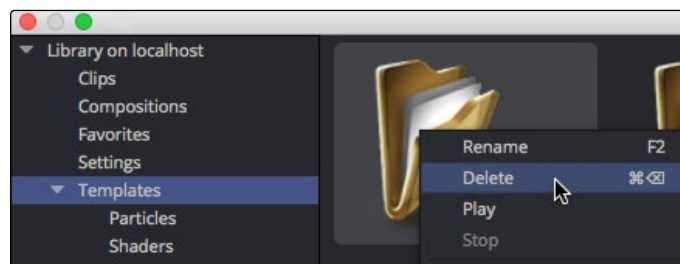 Library on localhost
Clips
Compositions
Favorites
Settings
Templates
Particles
Shaders
Rename F2
Delete ⌘⌫
Play
Stop